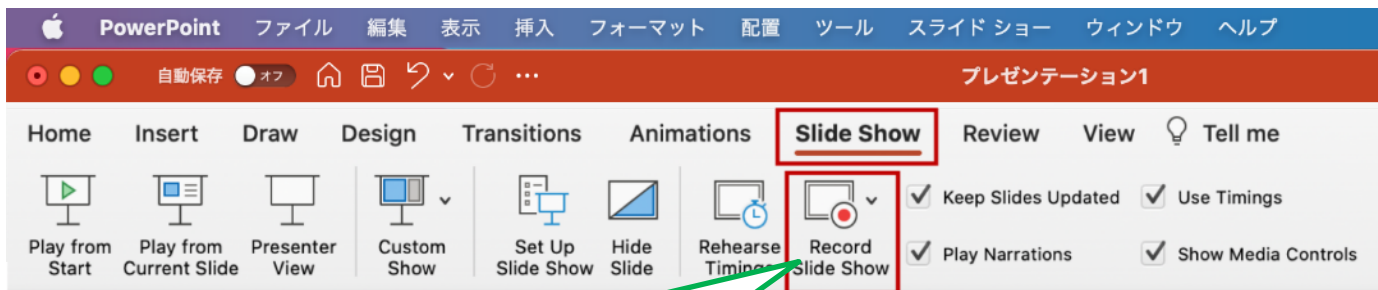 PowerPoint ファイル 編集 表示 挿入 フォーマット 配置 ツール スライド ショー ウィンドウ ヘルプ
自動保存 オフ プレゼンテーション1
Home Insert Draw Design Transitions Animations Slide Show Review View Tell me
Keep Slides Updated Use Timings
Play from Play from Presenter Custom Set Up Hide Rehearse Record
Start Current Slide View Show Slide Show Slide Timings Slide Show
Play Narrations Show Media Controls